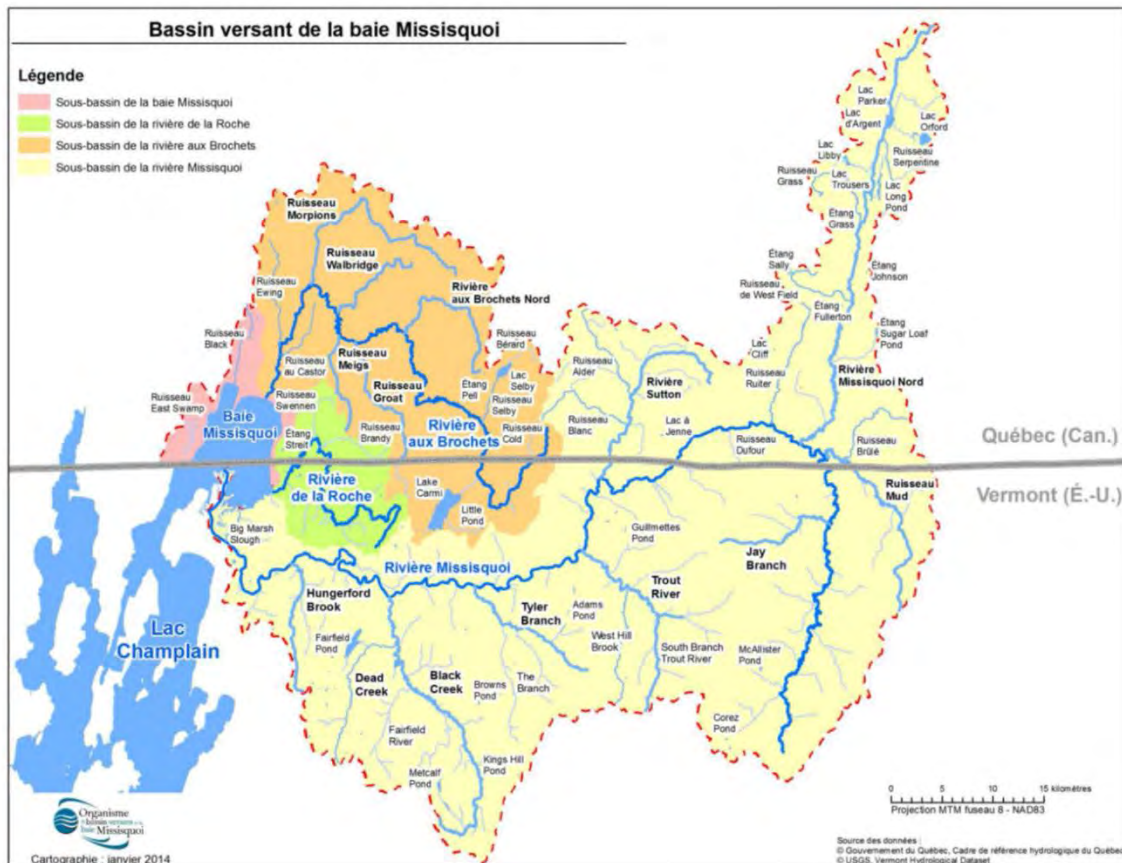 Bassin versant de la baie Missisquoi
Légende
Sous-bassin de la baie Missisquoi
Sous-bassin de la rivière de la Roche
Sous-bassin de la rivière aux Brochets
Sous-bassin de la rivière Missisquoi
Lac
Parker
Lac
d'Argent
Lac
Orford
Lac
Libby
Ruisseau
Serpentine
Ruisseau
Grass
Lac
Trousers
Lac
Long
Pond
Étang
Grass
Ruisseau
Morpions
Ruisseau
Walbridge
Ruisseau
Ewing
Rivière
aux Brochets Nord
Étang
Sally
Étang
Johnson
Ruisseau
de West Field
Étang
Fullerton
Étang
Sugar Loaf
Pond
Ruisseau
Black
Ruisseau
Bérard
Ruisseau
au Castor
Ruisseau
Meigs
Ruisseau
Groat
Étang
Pell
Lac
Selby
Ruisseau
Selby
Ruisseau
Alder
Rivière
Sutton
Lac
Cliff
Ruisseau
Ruiter
Rivière
Missisquoi Nord
Ruisseau
East Swamp
Ruisseau
Swennen
Baie
Missisquoi
Étang
Streit
Ruisseau
Brandy
Rivière
aux Brochets
Ruisseau
Cold
Ruisseau
Blanc
Lac à
Jenne
Ruisseau
Dufour
Ruisseau
Brûlé
Québec (Can.)
Vermont (É.-U.)
Ruisseau
Mud
Rivière
de la Roche
Lake
Carmi
Little
Pond
Big Marsh
Slough
Guillmettes
Pond
Jay
Branch
Rivière Missisquoi
Hungerford
Brook
Trout
River
Tyler
Branch
Adams
Pond
West Hill
Brook
South Branch
Trout River
McAllister
Pond
Lac
Champlain
Fairfield
Pond
Dead
Creek
Black
Creek
Browns
Pond
The
Branch
Corez
Pond
Fairfield
River
Metcalf
Pond
Kings Hill
Pond
0 5 10 15 kilomètres
Projection MTM fuseau 8 - NAD83
Organisme
baie Missisquoi
Cartographie : janvier 2014
Source des données :
© Gouvernement du Québec, Cadre de référence hydrologique du Québec
© USGS, Vermont Hydrological Dataset